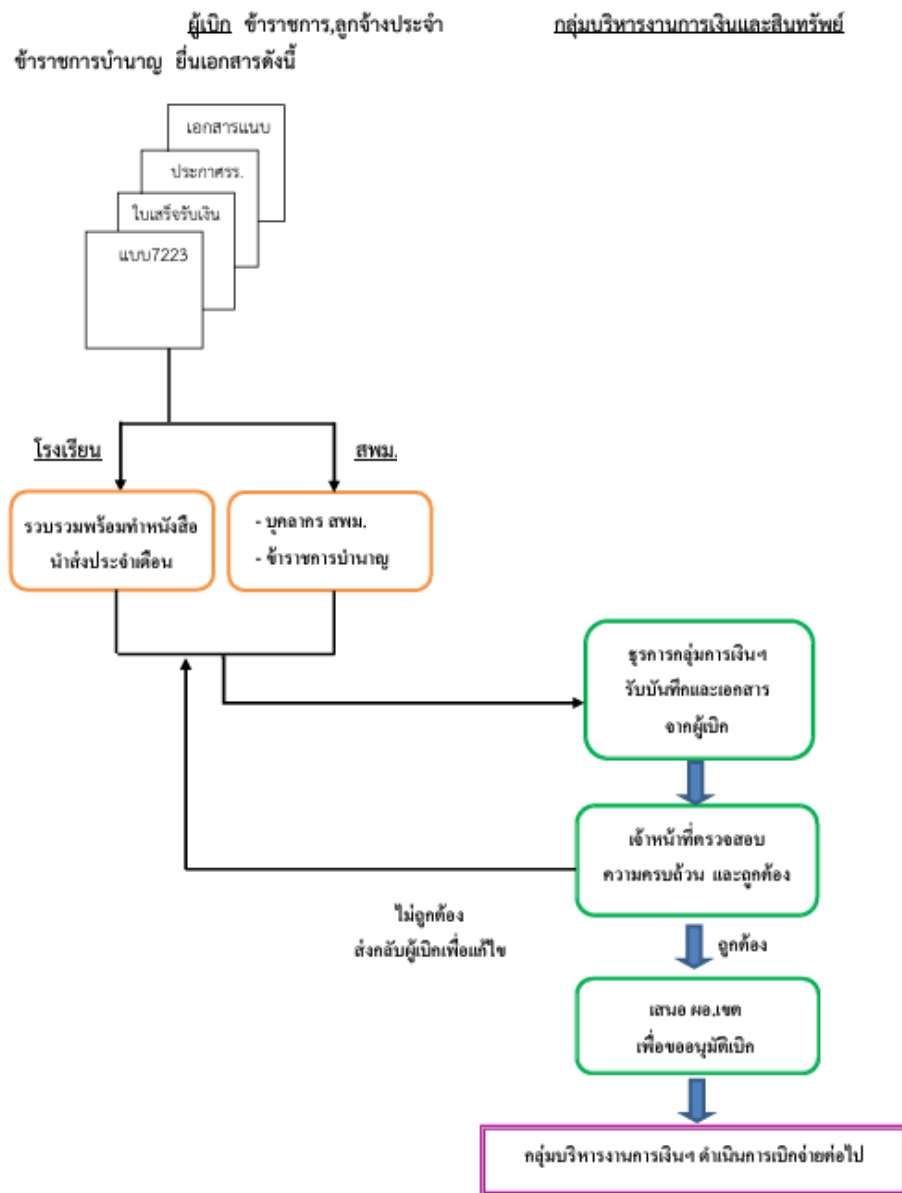 ผู้เบิก ข้าราชการ,ลูกจ้างประจำ
กลุ่มบริหารงานการเงินและสินทรัพย์
ข้าราชการบำนาญ ยื่นเอกสารดังนี้
เอกสารแนบ
ประกาศรร.
ใบเสร็จรับเงิน
แบบ7223
โรงเรียน
สพม.
รวบรวมพร้อมทำหนังสือ
นำส่งประจำเดือน
- บุคลากร สพม.
- ข้าราชการบำนาญ
ธุรการกลุ่มการเงินฯ
รับบันทึกและเอกสาร
จากผู้เบิก
เจ้าหน้าที่ตรวจสอบ
ความครบถ้วน และถูกต้อง
ไม่ถูกต้อง
ส่งกลับผู้เบิกเพื่อแก้ไข
ถูกต้อง
เสนอ ผอ.เขต
เพื่อขออนุมัติเบิก
กลุ่มบริหารงานการเงินฯ ดำเนินการเบิกจ่ายต่อไป